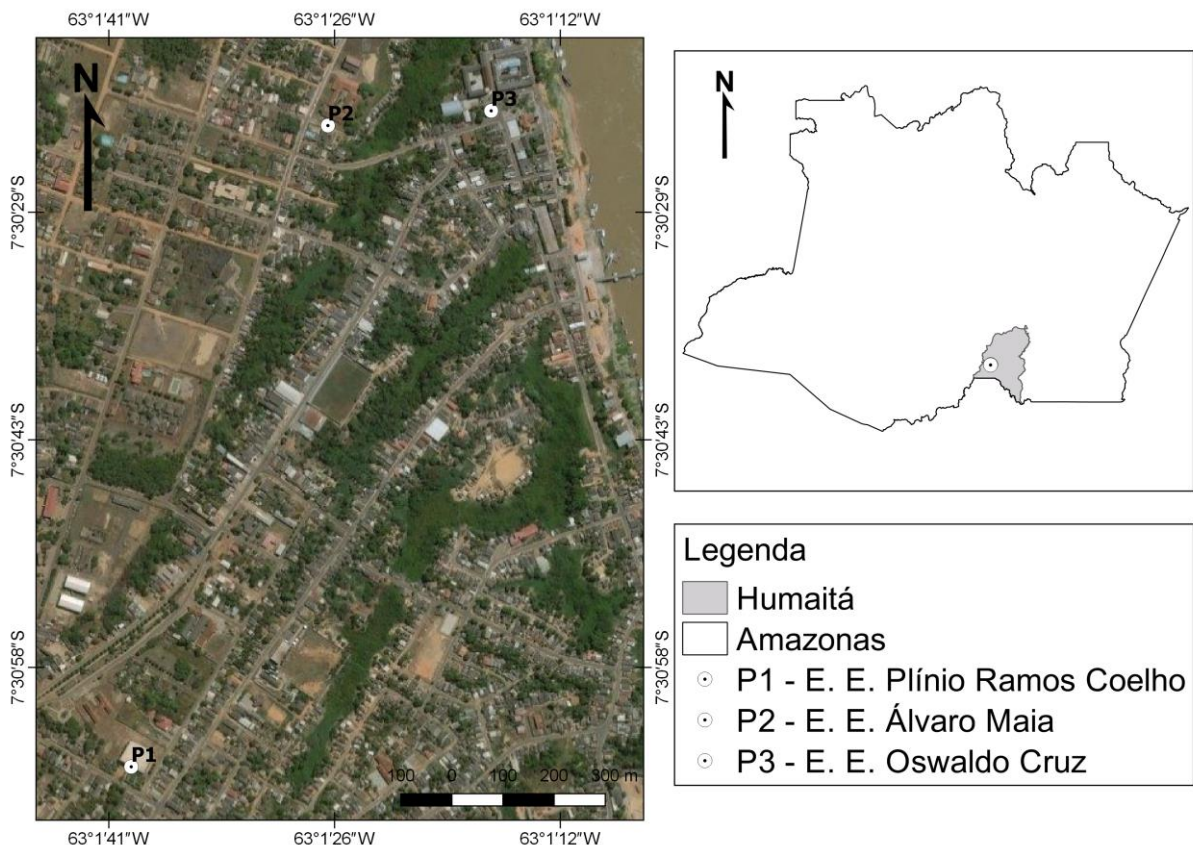 63°1'41"W 63°1'26"W 63°1'12"W
N
P2
P3
7°30'29"S 7°30'29"S
7°30'43"S 7°30'43"S
7°30'58"S 7°30'58"S
P1
100 0 100 200 300 m
63°1'41"W 63°1'26"W 63°1'12"W
N
Legenda
Humaitá
Amazonas
P1 - E. E. Plínio Ramos Coelho
P2 - E. E. Álvaro Maia
P3 - E. E. Oswaldo Cruz